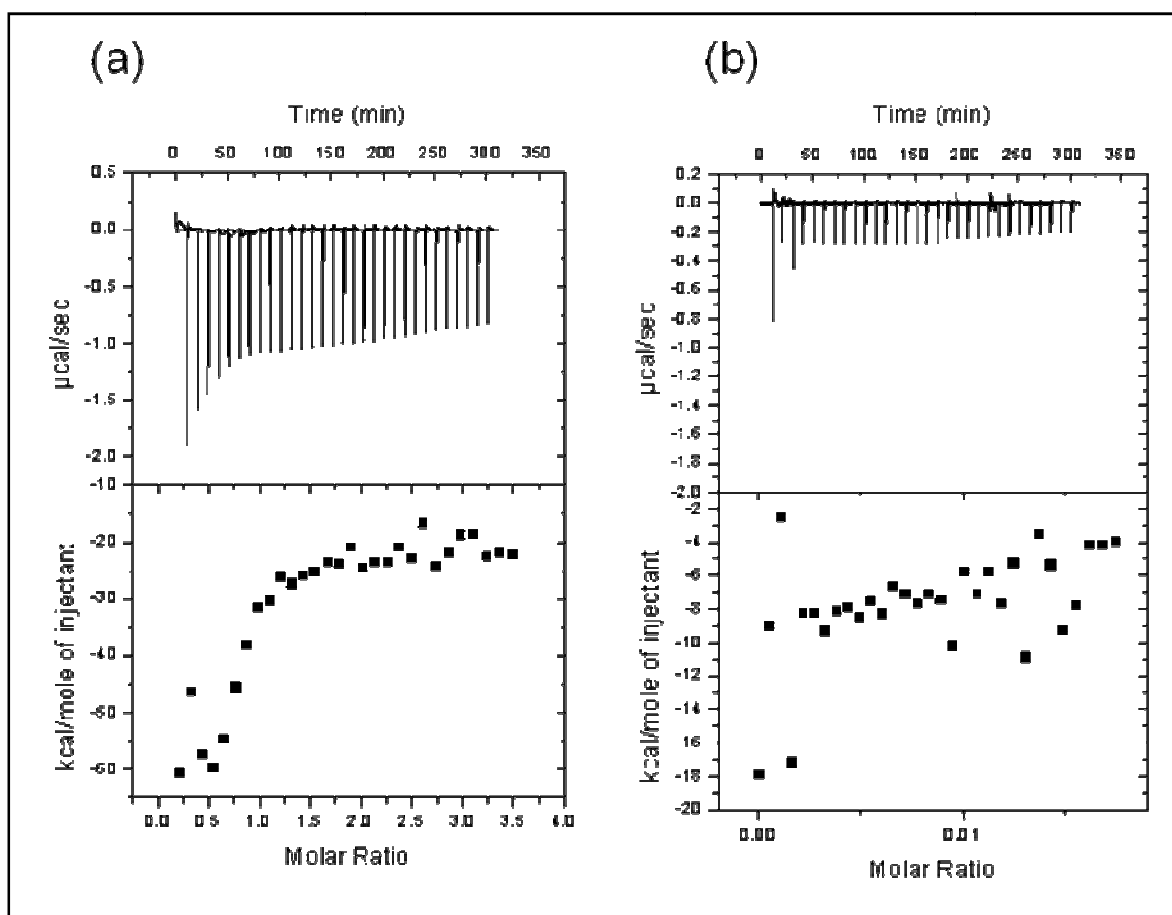 (a)
Time (min)
0 50 100 150 200 250 300 350
0.5
0.0
-0.5
-1.0
-1.5
-2.0
µcal/sec
-10
-20
-30
-40
-50
-60
kcal/mole of injectant
0.0 0.5 1.0 1.5 2.0 2.5 3.0 3.5 4.0
Molar Ratio
(b)
Time (min)
0 50 100 150 200 250 300 350
0.2
0.0
-0.2
-0.4
-0.6
-0.8
-1.0
-1.2
-1.4
-1.6
-1.8
-2.0
µcal/sec
-2
-4
-6
-8
-10
-12
-14
-16
-18
-20
kcal/mole of injectant
0.00 0.01
Molar Ratio